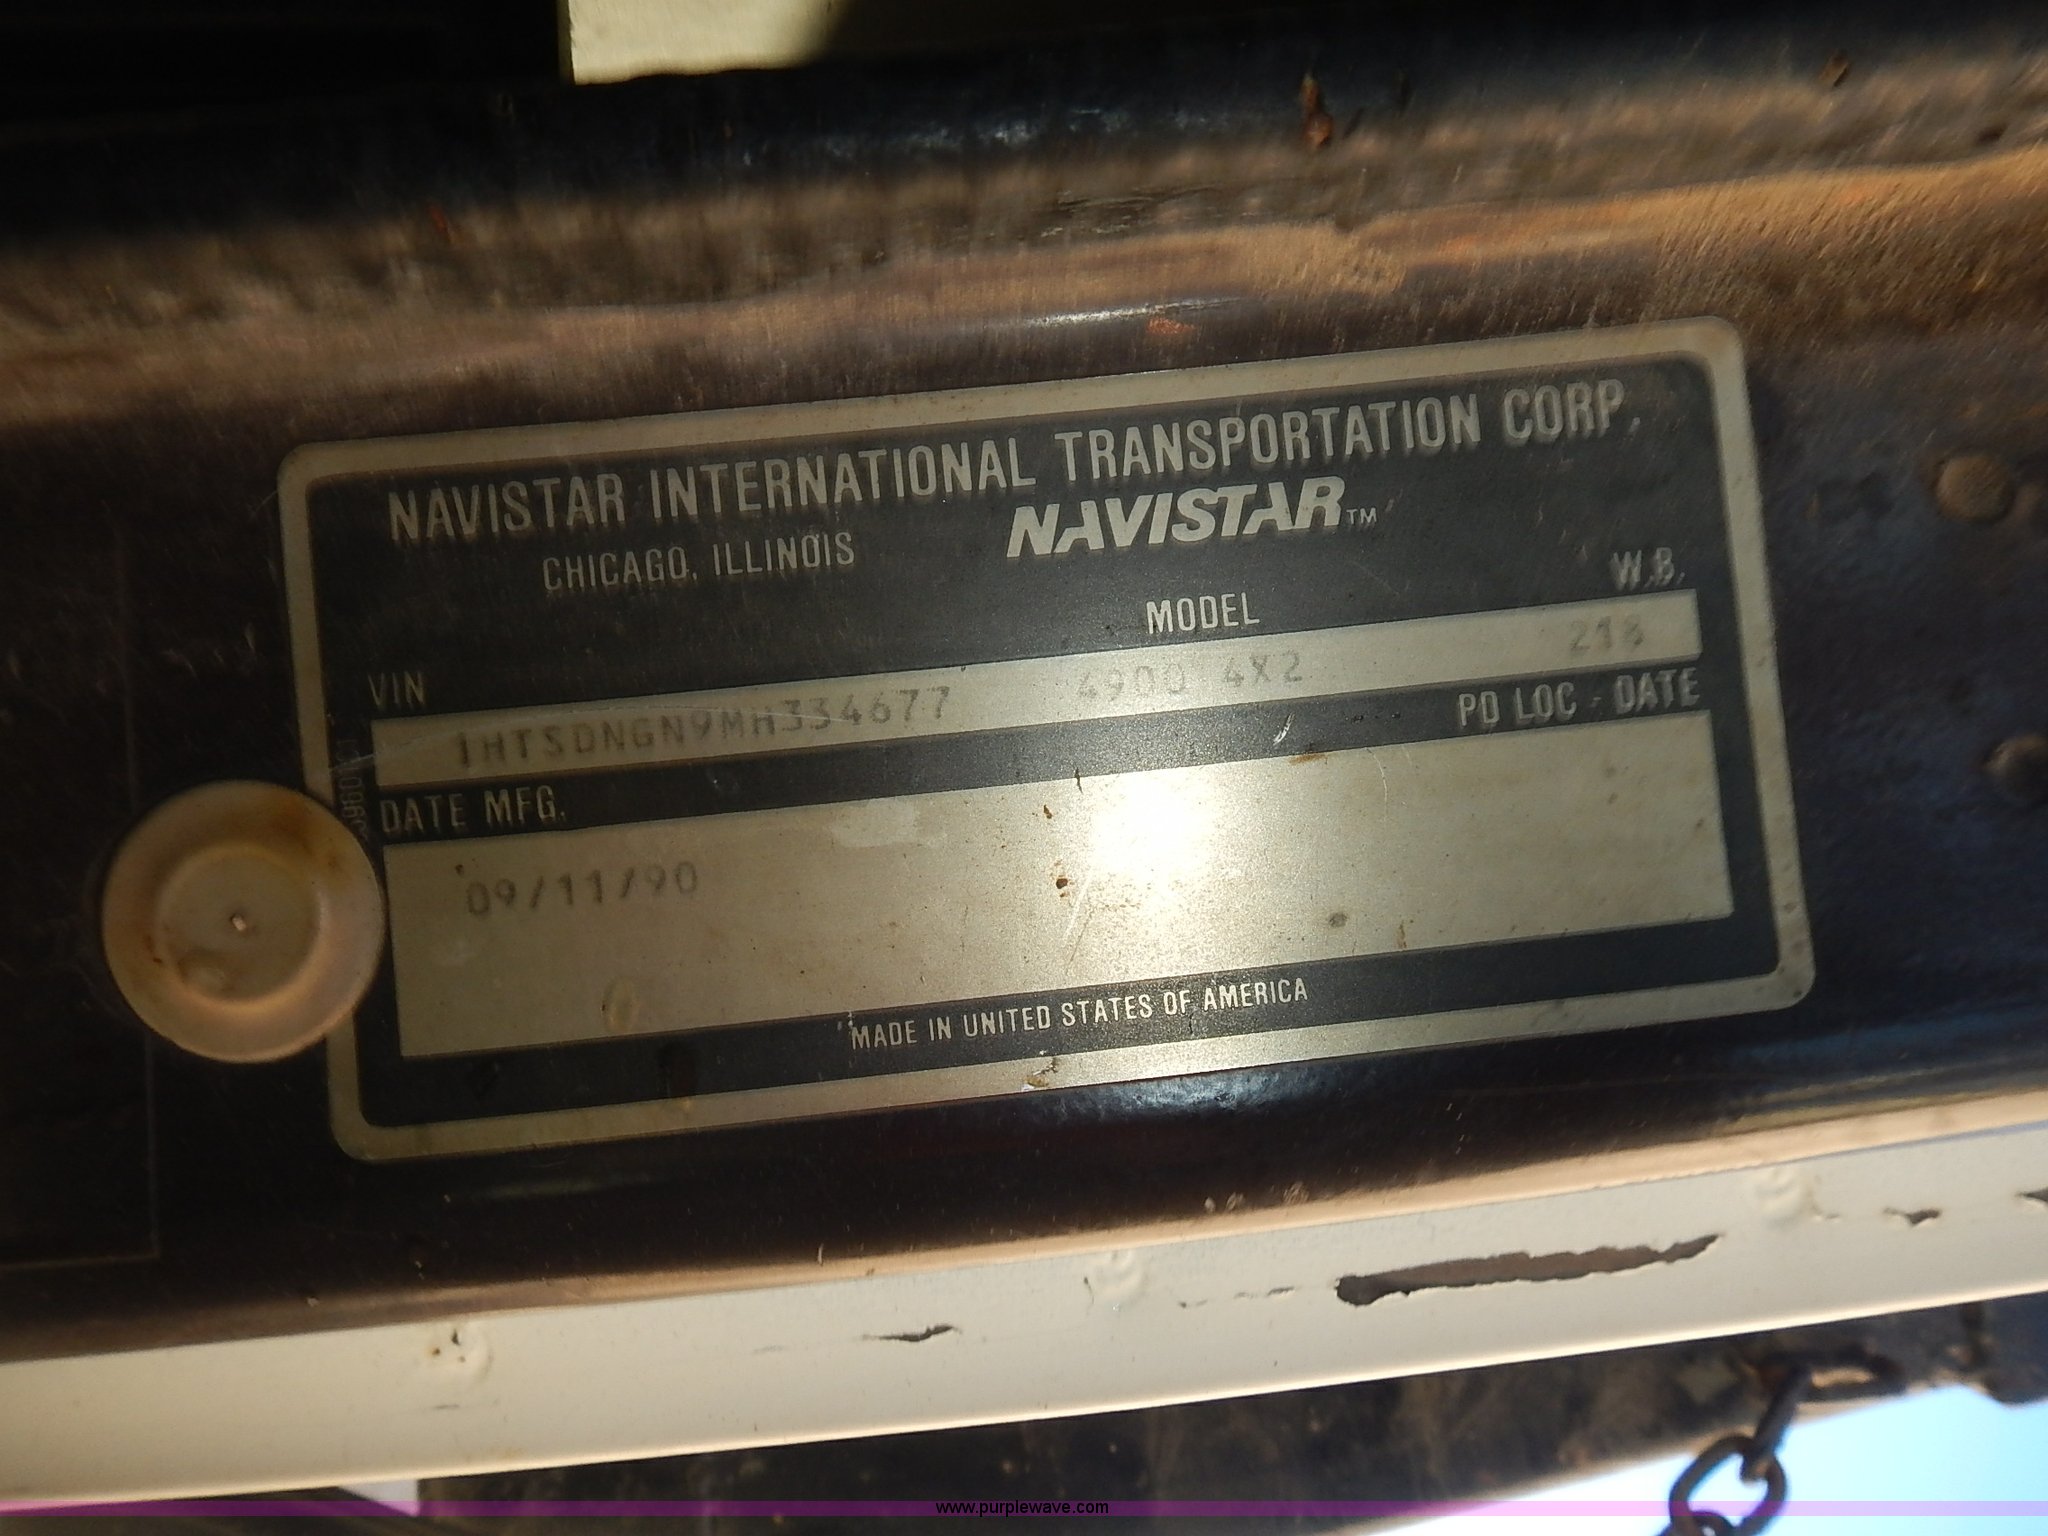 NAVISTAR INTERNATIONAL TRANSPORTATION CORP.
CHICAGO, ILLINOIS NAVISTAR™
VIN MODEL W.B.
1HTSDNGN9MH334677 4900 4X2 218
DATE MFG. PD LOC - DATE
09/11/90
MADE IN UNITED STATES OF AMERICA
www.purplewave.com